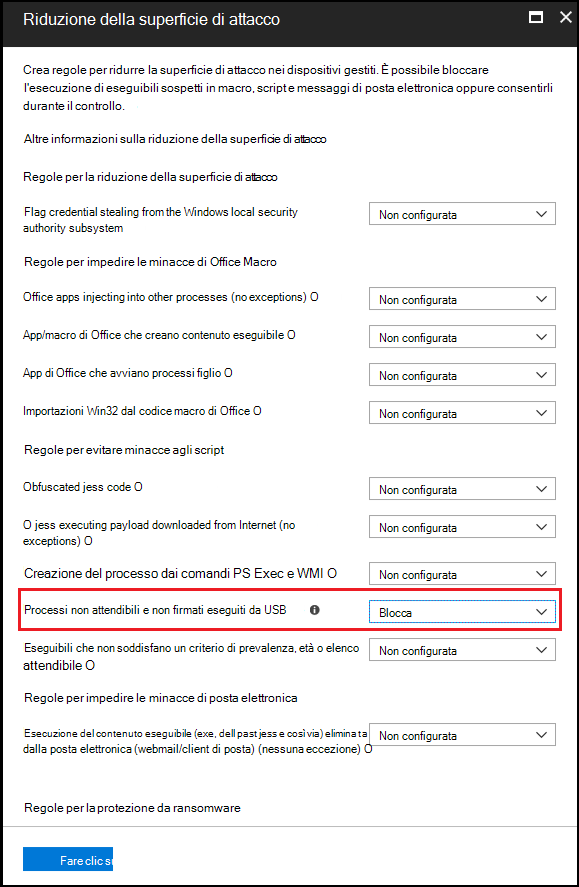 Riduzione della superficie di attacco
Crea regole per ridurre la superficie di attacco nei dispositivi gestiti. È possibile bloccare
l'esecuzione di eseguibili sospetti in macro, script e messaggi di posta elettronica oppure consentirli
durante il controllo.
Altre informazioni sulla riduzione della superficie di attacco
Regole per la riduzione della superficie di attacco
Flag credential stealing from the Windows local security
authority subsystem
Non configurata
Regole per impedire le minacce di Office Macro
Office apps injecting into other processes (no exceptions) O
Non configurata
App/macro di Office che creano contenuto eseguibile O
Non configurata
App di Office che avviano processi figlio O
Non configurata
Importazioni Win32 dal codice macro di Office O
Non configurata
Regole per evitare minacce agli script
Obfuscated jess code O
Non configurata
O jess executing payload downloaded from Internet (no
exceptions) O
Non configurata
Creazione del processo dai comandi PS Exec e WMI O
Non configurata
Processi non attendibili e non firmati eseguiti da USB
Blocca
Eseguibili che non soddisfano un criterio di prevalenza, età o elenco
attendibile O
Non configurata
Regole per impedire le minacce di posta elettronica
Esecuzione del contenuto eseguibile (exe, dell past jess e così via) eliminata
dalla posta elettronica (webmail/client di posta) (nessuna eccezione) O
Non configurata
Regole per la protezione da ransomware
Fare clic